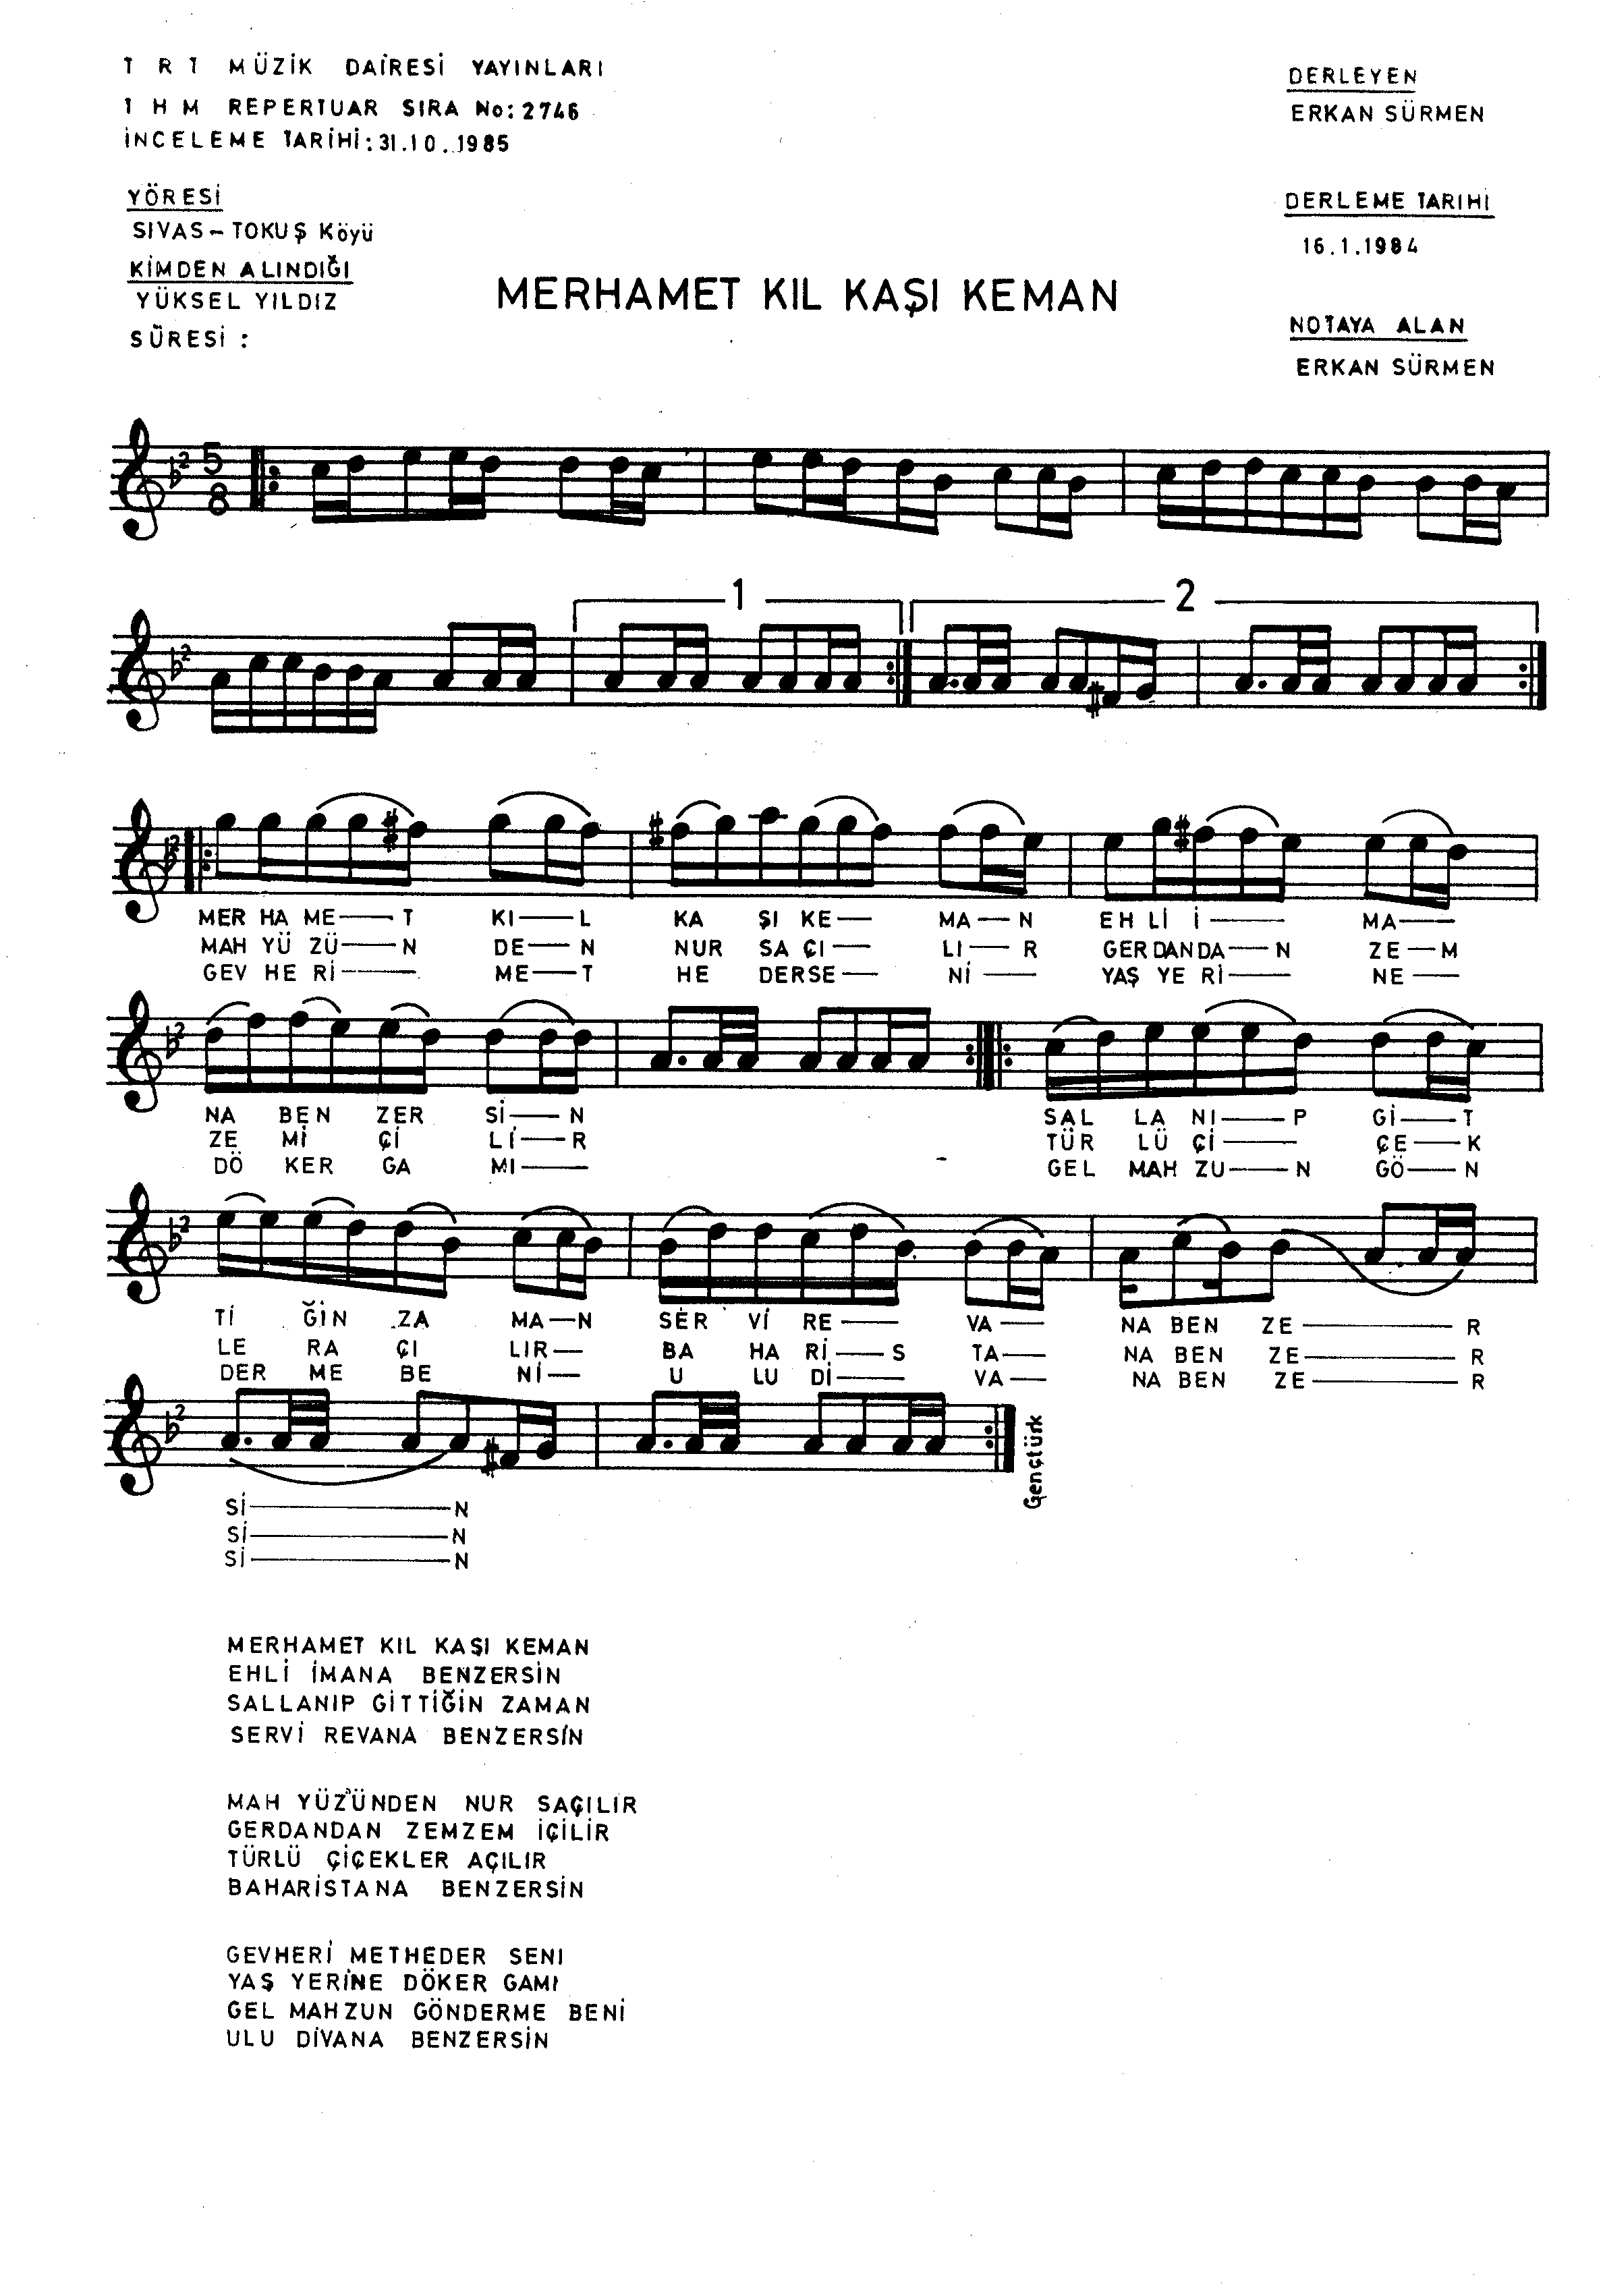 T R T MÜZİK DAİRESİ YAYINLARI
T H M REPERTUAR SIRA No: 2746
İNCELEME TARİHİ: 31.10.1985
YÖRESİ
SIVAS - TOKUŞ Köyü
KİMDEN ALINDIĞI
YÜKSEL YILDIZ
SÜRESİ :
DERLEYEN
ERKAN SÜRMEN
DERLEME TARIHİ
16.1.1984
NOTAYA ALAN
ERKAN SÜRMEN
MERHAMET KIL KAŞI KEMAN
5
8
1
2
MER HA ME—T KI—L KA ŞI KE— MA—N EH Lİ İ— MA—
MAH YÜ ZÜ—N DE—N NUR SA ÇI— LI—R GER DAN DA—N ZE—M
GEV HE Rİ— ME—T HE DERSE— Nİ— YAŞ YE Rİ— NE—
NA BEN ZER Sİ—N SAL LA NI—P Gİ—T
ZE Mİ Çİ Lİ—R TÜR LÜ Çİ— ÇE—K
DÖ KER GA MI— GEL MAH ZU—N GÖ—N
Tİ ĞİN ZA MA—N SER Vİ RE— VA— NA BEN ZE—R
LE RA ÇI LIR— BA HA Rİ—S TA— NA BEN ZE—R
DER ME BE Nİ— U LU Dİ— VA— NA BEN ZE—R
Sİ—N
Sİ—N
Sİ—N
Gençtürk
MERHAMET KIL KAŞI KEMAN
EHLİ İMANA BENZERSİN
SALLANIP GİTTİĞİN ZAMAN
SERVİ REVANA BENZERSİN
MAH YÜZÜNDEN NUR SAÇILIR
GERDANDAN ZEMZEM İÇİLİR
TÜRLÜ ÇİÇEKLER AÇILIR
BAHARİSTANA BENZERSİN
GEVHERİ METHEDER SENI
YAŞ YERİNE DÖKER GAMI
GEL MAHZUN GÖNDERME BENİ
ULU DİVANA BENZERSİN